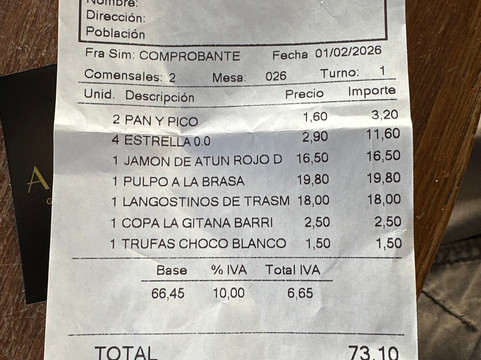 Nombre:
Dirección:
Población
Fra Sim: COMPROBANTE Fecha 01/02/2026
Comensales: 2 Mesa: 026 Turno: 1
Unid. Descripción Precio Importe
2 PAN Y PICO 1,60 3,20
4 ESTRELLA 0.0 2,90 11,60
1 JAMON DE ATUN ROJO D 16,50 16,50
1 PULPO A LA BRASA 19,80 19,80
1 LANGOSTINOS DE TRASM 18,00 18,00
1 COPA LA GITANA BARRI 2,50 2,50
1 TRUFAS CHOCO BLANCO 1,50 1,50
Base % IVA Total IVA
66,45 10,00 6,65
TOTAL 73,10